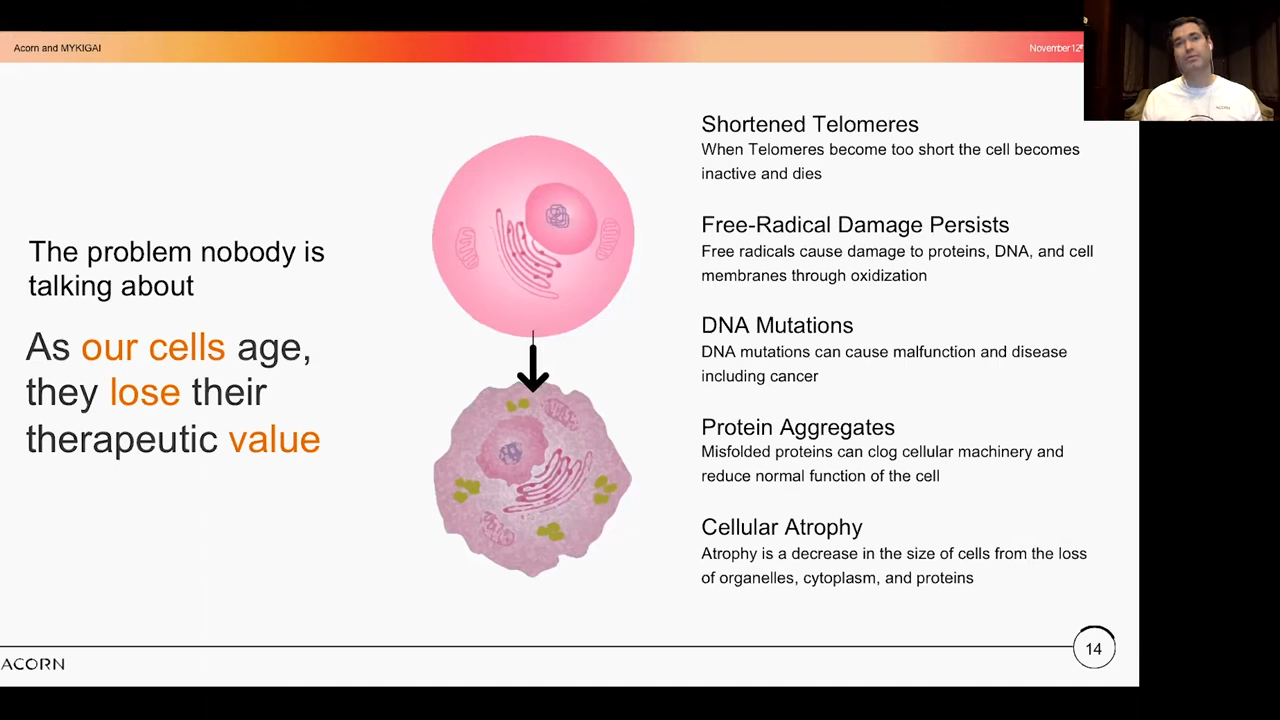 Acorn and MYKIGAI
November 12
ACORN
The problem nobody is
talking about
As our cells age,
they lose their
therapeutic value
Shortened Telomeres
When Telomeres become too short the cell becomes
inactive and dies
Free-Radical Damage Persists
Free radicals cause damage to proteins, DNA, and cell
membranes through oxidization
DNA Mutations
DNA mutations can cause malfunction and disease
including cancer
Protein Aggregates
Misfolded proteins can clog cellular machinery and
reduce normal function of the cell
Cellular Atrophy
Atrophy is a decrease in the size of cells from the loss
of organelles, cytoplasm, and proteins
14
ACORN